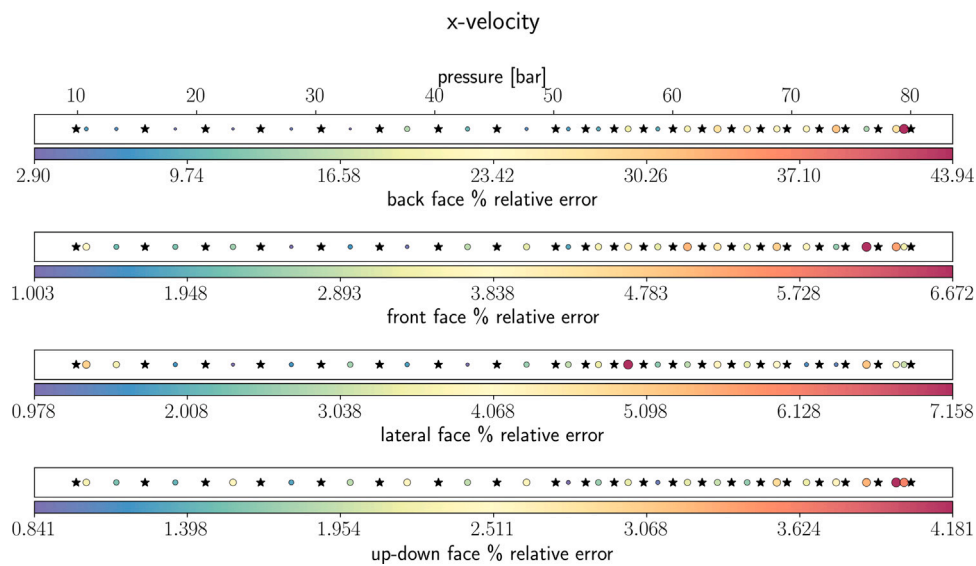 x-velocity
pressure [bar]
10 20 30 40 50 60 70 80
2.90 9.74 16.58 23.42 30.26 37.10 43.94
back face % relative error
1.003 1.948 2.893 3.838 4.783 5.728 6.672
front face % relative error
0.978 2.008 3.038 4.068 5.098 6.128 7.158
lateral face % relative error
0.841 1.398 1.954 2.511 3.068 3.624 4.181
up-down face % relative error